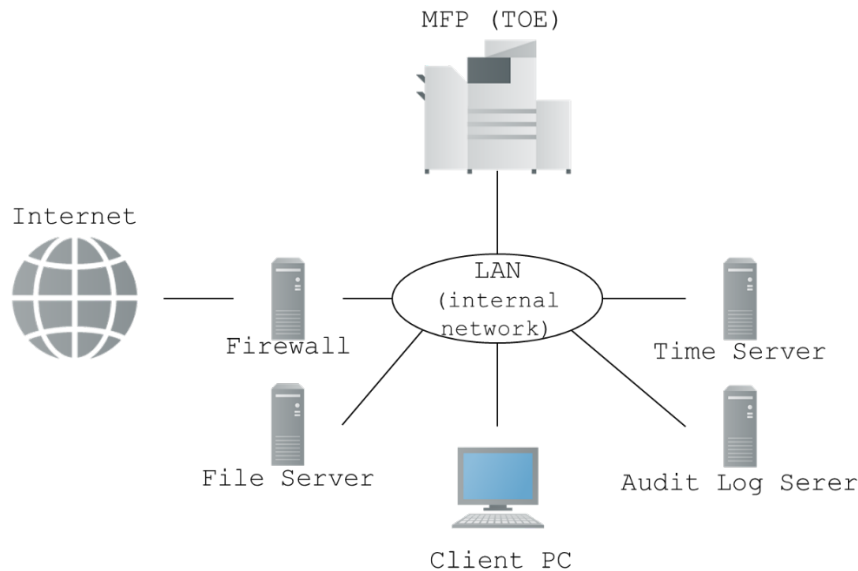 MFP (TOE)
Internet
LAN
(internal
network)
Firewall
Time Server
File Server
Audit Log Serer
Client PC